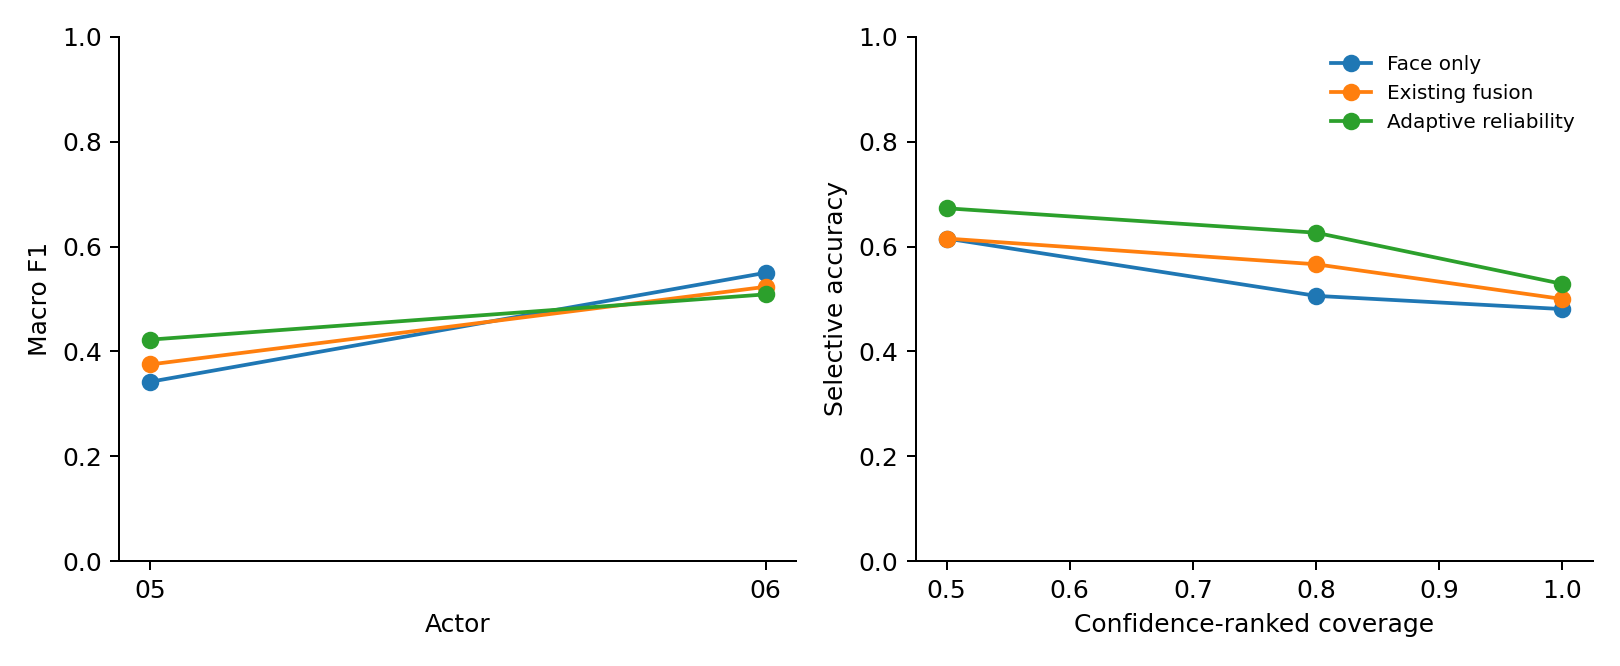 Macro F1
1.0
0.8
0.6
0.4
0.2
0.0
05
06
Actor
Selective accuracy
1.0
0.8
0.6
0.4
0.2
0.0
0.5
0.6
0.7
0.8
0.9
1.0
Confidence-ranked coverage
Face only
Existing fusion
Adaptive reliability